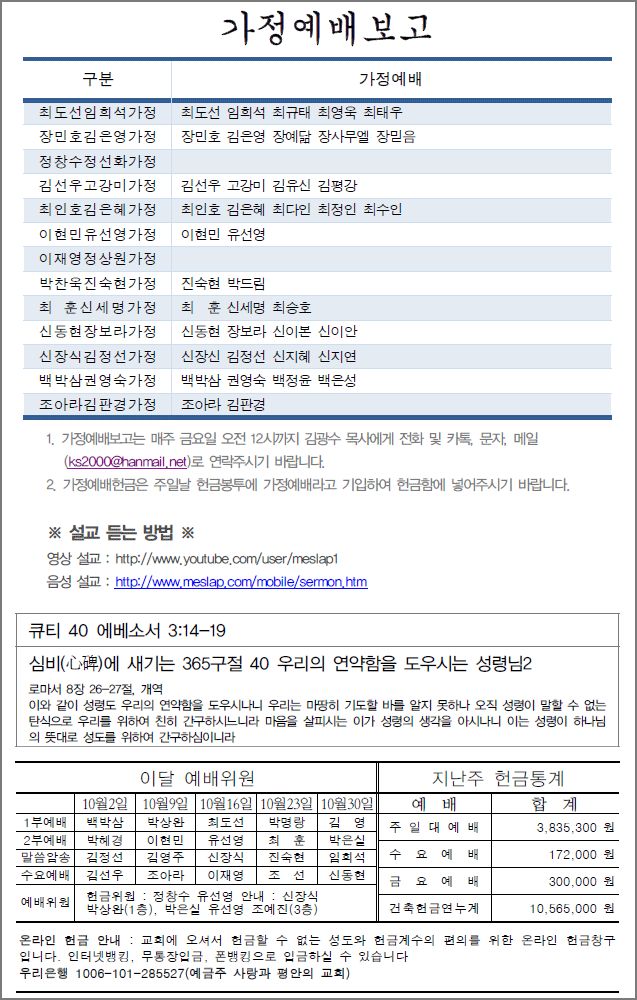 가정예배보고
구분 가정예배
최도선임희석가정 최도선 임희석 최규태 최영욱 최태우
장민호김은영가정 장민호 김은영 장예닮 장사무엘 장믿음
정창수정선화가정
김선우고강미가정 김선우 고강미 김유신 김평강
최인호김은혜가정 최인호 김은혜 최다인 최정인 최수인
이현민유선영가정 이현민 유선영
이재영정상원가정
박찬욱진숙현가정 진숙현 박드림
최 훈신세명가정 최 훈 신세명 최승호
신동현장보라가정 신동현 장보라 신이본 신이안
신장식김정선가정 신장신 김정선 신지혜 신지연
백박삼권영숙가정 백박삼 권영숙 백정윤 백은성
조아라김판경가정 조아라 김판경
1. 가정예배보고는 매주 금요일 오전 12시까지 김광수 목사에게 전화 및 카톡, 문자, 메일
(ks2000@hanmail.net)로 연락주시기 바랍니다.
2. 가정예배헌금은 주일날 헌금봉투에 가정예배라고 기입하여 헌금함에 넣어주시기 바랍니다.
※ 설교 듣는 방법 ※
영상 설교 : http://www.youtube.com/user/meslap1
음성 설교 : http://www.meslap.com/mobile/sermon.htm
큐티 40 에베소서 3:14-19
심비(心碑)에 새기는 365구절 40 우리의 연약함을 도우시는 성령님2
로마서 8장 26-27절, 개역
이와 같이 성령도 우리의 연약함을 도우시나니 우리는 마땅히 기도할 바를 알지 못하나 오직 성령이 말할 수 없는
탄식으로 우리를 위하여 친히 간구하시느니라 마음을 살피시는 이가 성령의 생각을 아시나니 이는 성령이 하나님
의 뜻대로 성도를 위하여 간구하심이니라
이달 예배위원
10월2일 10월9일 10월16일 10월23일 10월30일
1부예배 백박삼 박상완 최도선 박명랑 김 영
2부예배 박혜경 이현민 유선영 최 훈 박은실
말씀암송 김정선 김영주 신장식 진숙현 임희석
수요예배 김선우 조아라 이재영 조 선 신동현
예배위원 헌금위원 : 정창수 유선영 안내 : 신장식
박상완(1층), 박은실 유선영 조예진(3층)
지난주 헌금통계
예 배 합 계
주 일 대 예 배 3,835,300 원
수 요 예 배 172,000 원
금 요 예 배 300,000 원
건축헌금연누계 10,565,000 원
온라인 헌금 안내 : 교회에 오셔서 헌금할 수 없는 성도와 헌금계수의 편의를 위한 온라인 헌금창구
입니다. 인터넷뱅킹, 무통장입금, 폰뱅킹으로 입금하실 수 있습니다
우리은행 1006-101-285527(예금주 사랑과 평안의 교회)